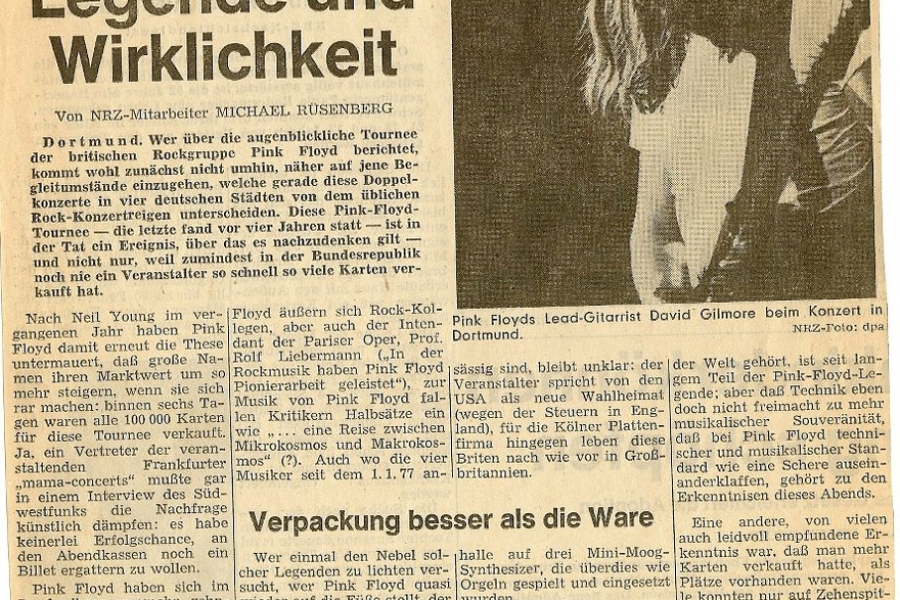 Legende und
Wirklichkeit
Von NRZ-Mitarbeiter MICHAEL RÜSENBERG
Dortmund. Wer über die augenblickliche Tournee
der britischen Rockgruppe Pink Floyd berichtet,
kommt wohl zunächst nicht umhin, näher auf jene Be-
gleitumstände einzugehen, welche gerade diese Doppel-
konzerte in vier deutschen Städten von dem üblichen
Rock-Konzertreigen unterscheiden. Diese Pink-Floyd-
Tournee — die letzte fand vor vier Jahren statt — ist in
der Tat ein Ereignis, über das es nachzudenken gilt —
und nicht nur, weil zumindest in der Bundesrepublik
noch nie ein Veranstalter so schnell so viele Karten ver-
kauft hat.
Pink Floyds Lead-Gitarrist David Gilmore beim Konzert in
Dortmund.
NRZ-Foto: dpa
Nach Neil Young im ver-
gangenen Jahr haben Pink
Floyd damit erneut die These
untermauert, daß große Na-
men ihren Marktwert um so
mehr steigern, wenn sie sich
rar machen: binnen sechs Ta-
gen waren alle 100 000 Karten
für diese Tournee verkauft.
Ja, ein Vertreter der veran-
staltenden Frankfurter
„mama-concerts“ mußte gar
in einem Interview des Süd-
westfunks die Nachfrage
künstlich dämpfen: es habe
keinerlei Erfolgschance, an
den Abendkassen noch ein
Billet ergattern zu wollen.
Pink Floyd haben sich im
Floyd äußern sich Rock-Kol-
legen, aber auch der Inten-
dant der Pariser Oper, Prof.
Rolf Liebermann („In der
Rockmusik haben Pink Floyd
Pionierarbeit geleistet“), zur
Musik von Pink Floyd fal-
len Kritikern Halbsätze ein
wie „... eine Reise zwischen
Mikrokosmos und Makrokos-
mos“ (?). Auch wo die vier
Musiker seit dem 1. 1. 77 an-
sässig sind, bleibt unklar: der
Veranstalter spricht von den
USA als neue Wahlheimat
(wegen der Steuern in Eng-
land), für die Kölner Platten-
firma hingegen leben diese
Briten nach wie vor in Groß-
britannien.
Verpackung besser als die Ware
Wer einmal den Nebel sol-
cher Legenden zu lichten ver-
sucht, wer Pink Floyd quasi
wieder auf die Füße stellt, der
halle auf drei Mini-Moog-
Synthesizer, die überdies wie
Orgeln gespielt und eingesetzt
wurden.
der Welt gehört, ist seit lan-
gem Teil der Pink-Floyd-Le-
gende; aber daß Technik eben
doch nicht freimacht zu mehr
musikalischer Souveränität,
daß bei Pink Floyd techni-
scher und musikalischer Stan-
dard wie eine Schere ausein-
anderklaffen, gehört zu den
Erkenntnissen dieses Abends.
Eine andere, von vielen
auch leidvoll empfundene Er-
kenntnis war, daß man mehr
Karten verkauft hatte, als
Plätze vorhanden waren. Vie-
le konnten nur auf Zehenspit-